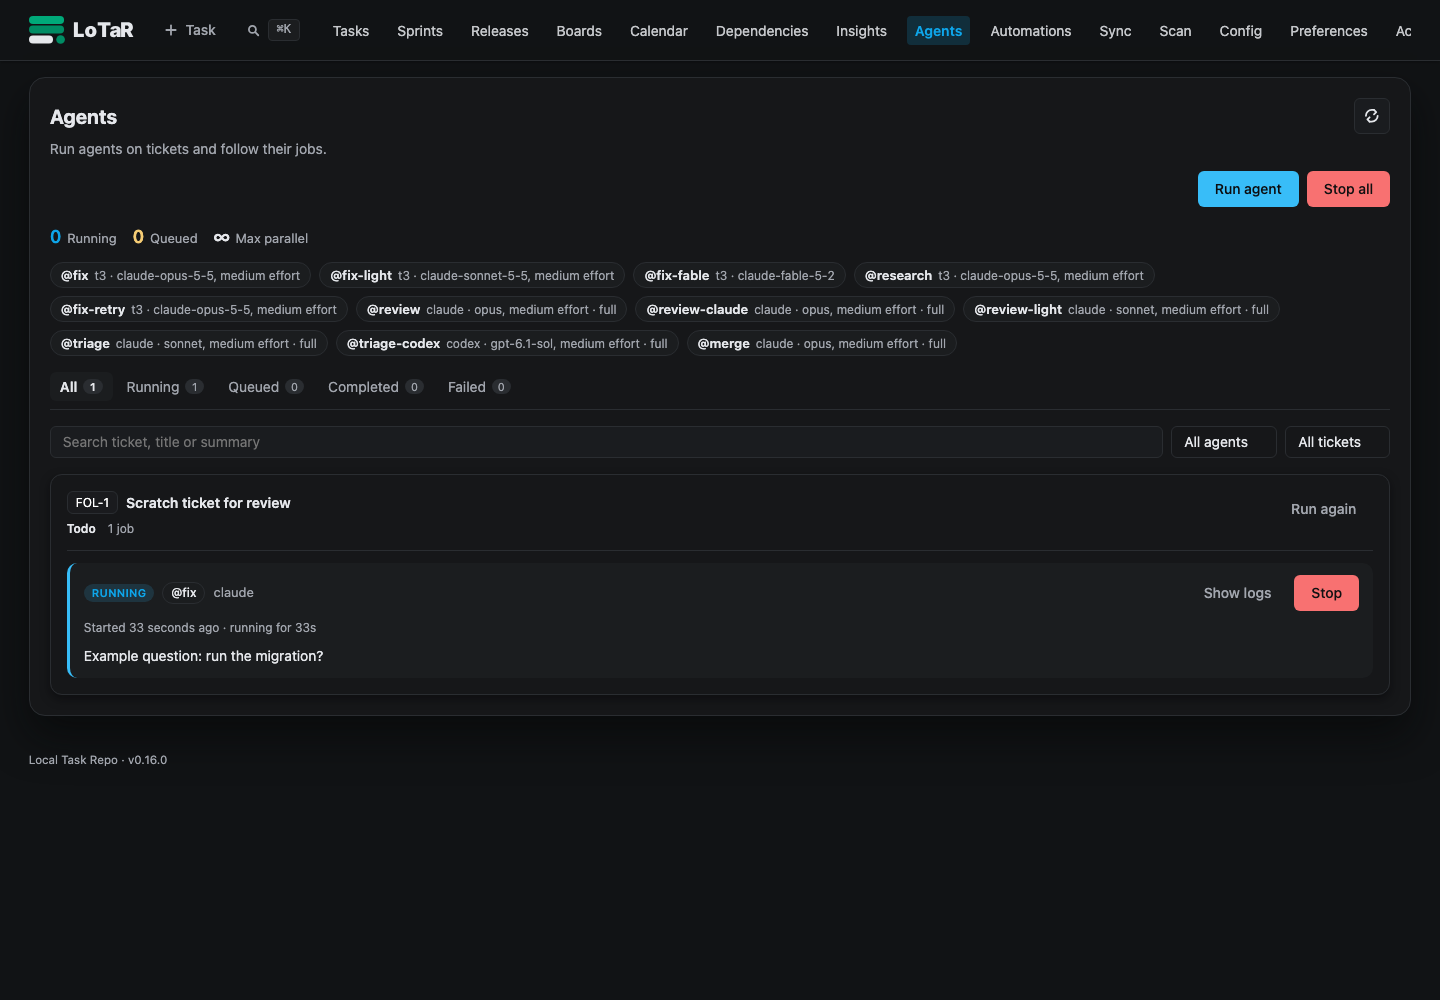 LoTaR + Task ⌘K Tasks Sprints Releases Boards Calendar Dependencies Insights Agents Automations Sync Scan Config Preferences Ac
Agents
Run agents on tickets and follow their jobs.
Run agent Stop all
0 Running 0 Queued ∞ Max parallel
@fix t3 · claude-opus-5-5, medium effort @fix-light t3 · claude-sonnet-5-5, medium effort @fix-fable t3 · claude-fable-5-2 @research t3 · claude-opus-5-5, medium effort
@fix-retry t3 · claude-opus-5-5, medium effort @review claude · opus, medium effort · full @review-claude claude · opus, medium effort · full @review-light claude · sonnet, medium effort · full
@triage claude · sonnet, medium effort · full @triage-codex codex · gpt-6.1-sol, medium effort · full @merge claude · opus, medium effort · full
All 1 Running 1 Queued 0 Completed 0 Failed 0
Search ticket, title or summary All agents All tickets
FOL-1 Scratch ticket for review Run again
Todo 1 job
RUNNING @fix claude Show logs Stop
Started 33 seconds ago · running for 33s
Example question: run the migration?
Local Task Repo · v0.16.0